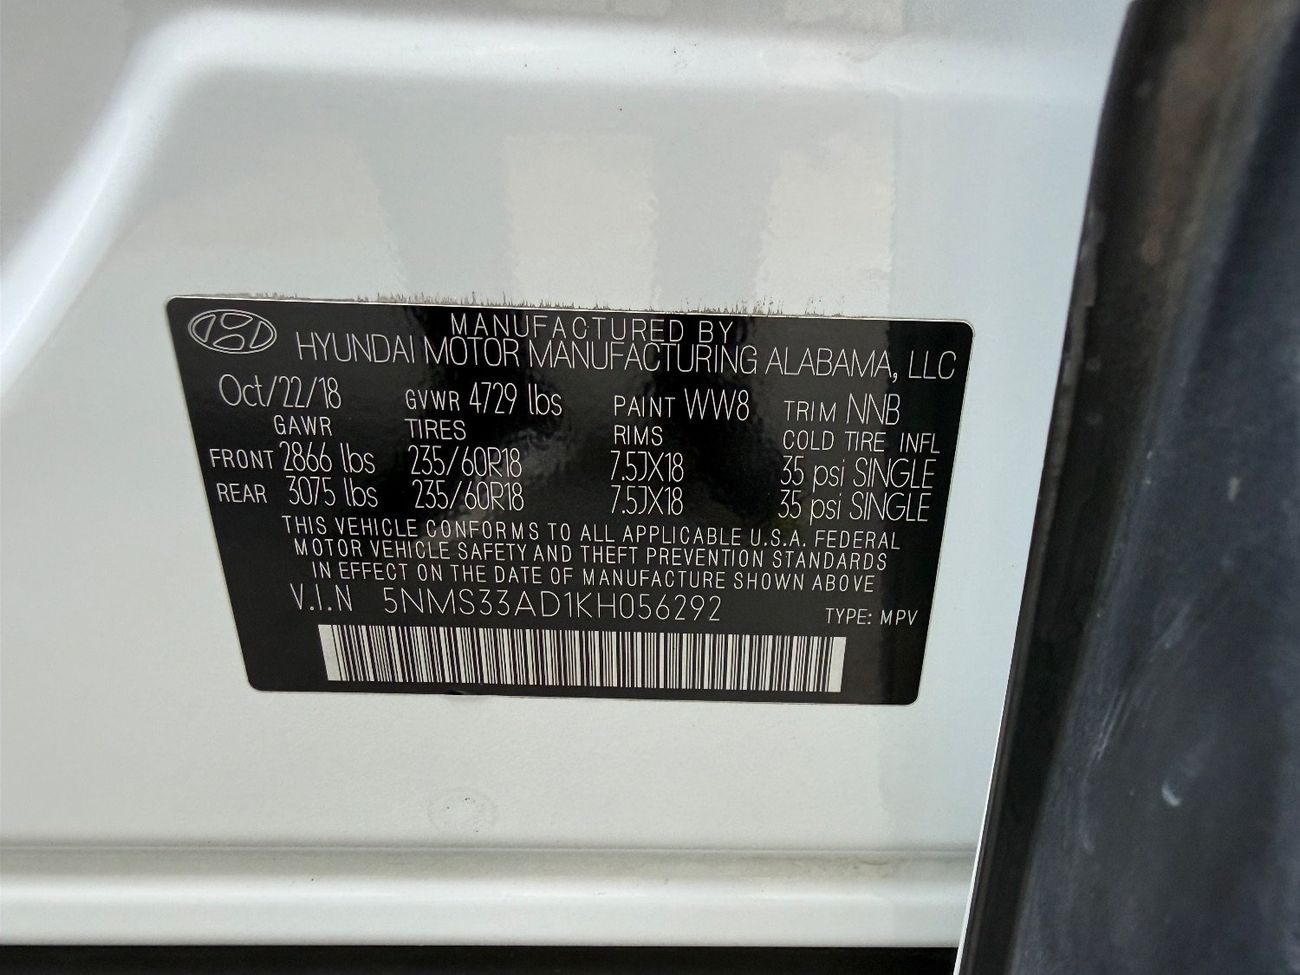 MANUFACTURED BY
HYUNDAI MOTOR MANUFACTURING ALABAMA, LLC
Oct/22/18 GVWR 4729 lbs PAINT WW8 TRIM NNB
GAWR TIRES RIMS COLD TIRE INFL
FRONT 2866 lbs 235/60R18 7.5JX18 35 psi SINGLE
REAR 3075 lbs 235/60R18 7.5JX18 35 psi SINGLE
THIS VEHICLE CONFORMS TO ALL APPLICABLE U.S.A. FEDERAL
MOTOR VEHICLE SAFETY AND THEFT PREVENTION STANDARDS
IN EFFECT ON THE DATE OF MANUFACTURE SHOWN ABOVE
V.I.N 5NMS33AD1KH056292 TYPE: MPV